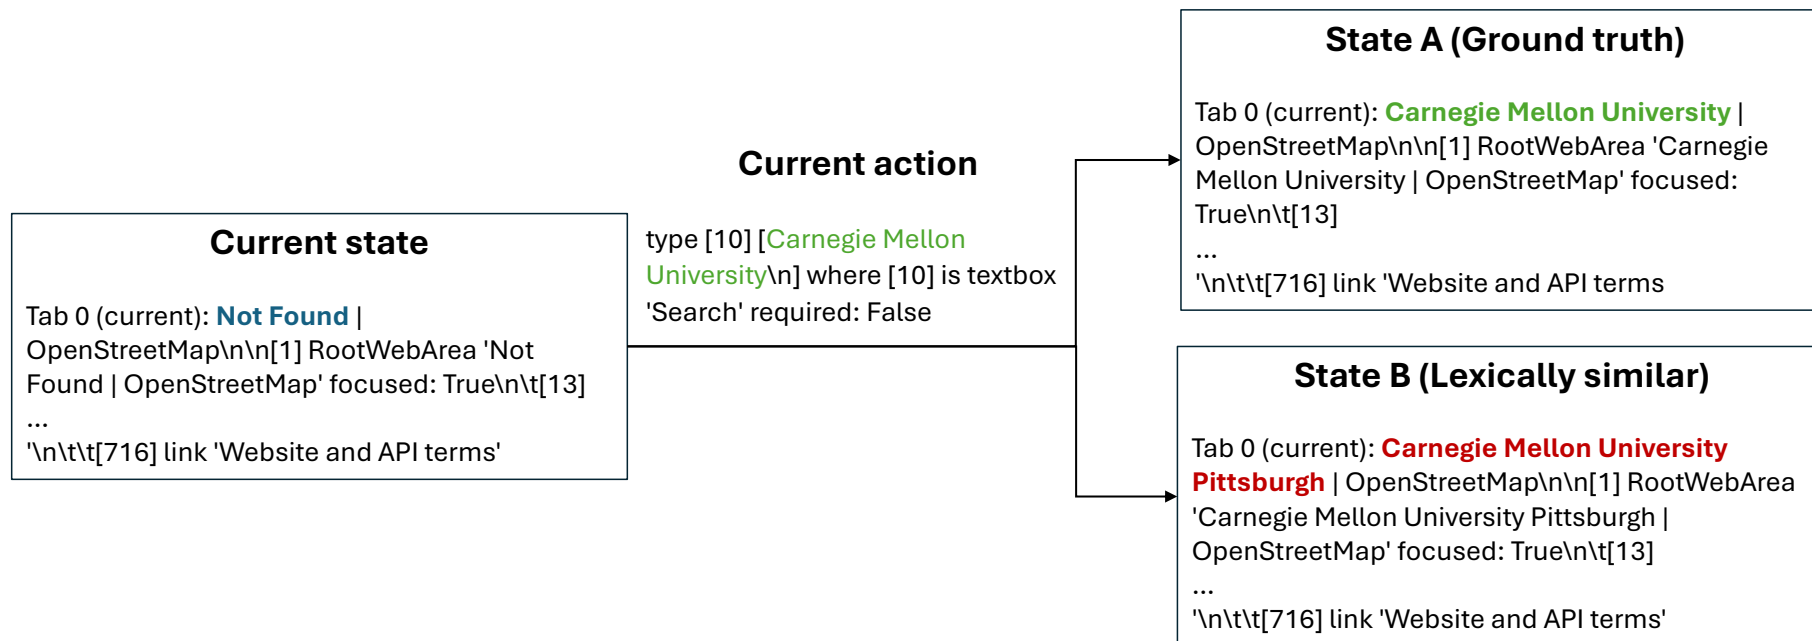 Current state
Tab 0 (current): Not Found |
OpenStreetMap\n\n[1] RootWebArea 'Not
Found | OpenStreetMap' focused: True\n\t[13]
...
'\n\t\t[716] link 'Website and API terms'
Current action
type [10] [Carnegie Mellon
University\n] where [10] is textbox
'Search' required: False
State A (Ground truth)
Tab 0 (current): Carnegie Mellon University |
OpenStreetMap\n\n[1] RootWebArea 'Carnegie
Mellon University | OpenStreetMap' focused:
True\n\t[13]
...
'\n\t\t[716] link 'Website and API terms
State B (Lexically similar)
Tab 0 (current): Carnegie Mellon University
Pittsburgh | OpenStreetMap\n\n[1] RootWebArea
'Carnegie Mellon University Pittsburgh |
OpenStreetMap' focused: True\n\t[13]
...
'\n\t\t[716] link 'Website and API terms'